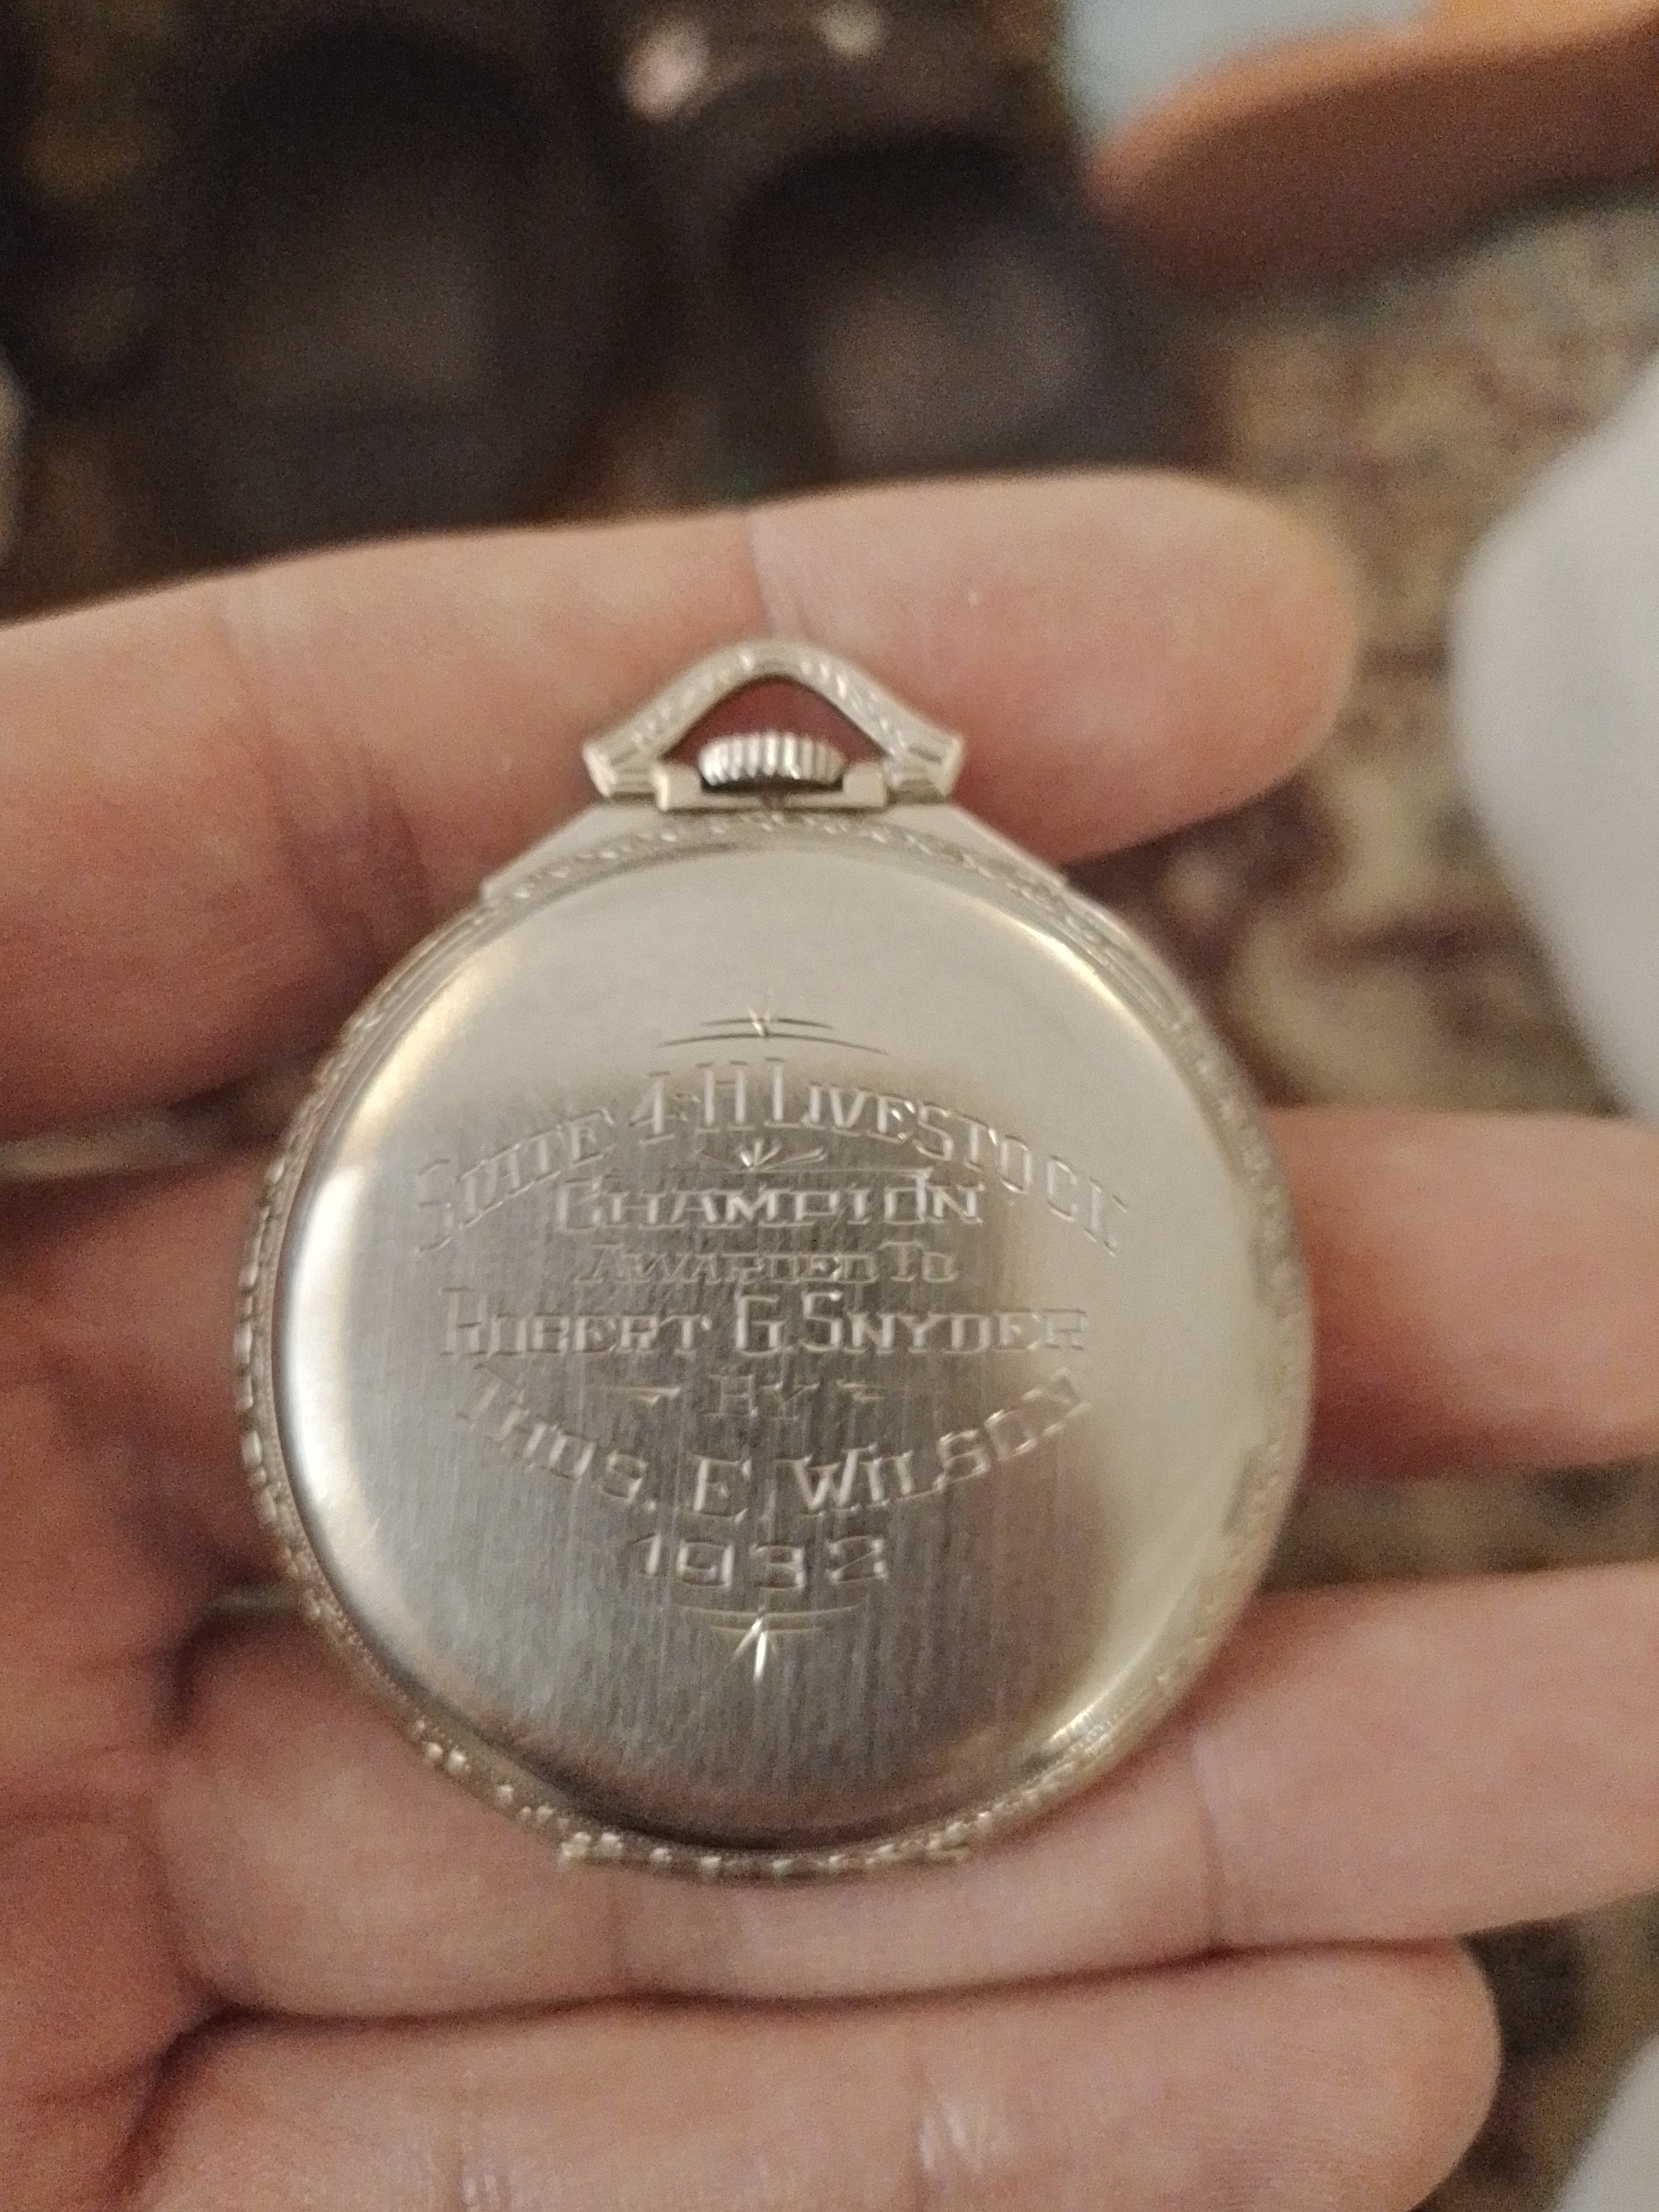 STATE 4-H LIVESTOCK
CHAMPION
AWARDED TO
ROBERT G. SNYDER
BY
THOS. E. WILSON
1932